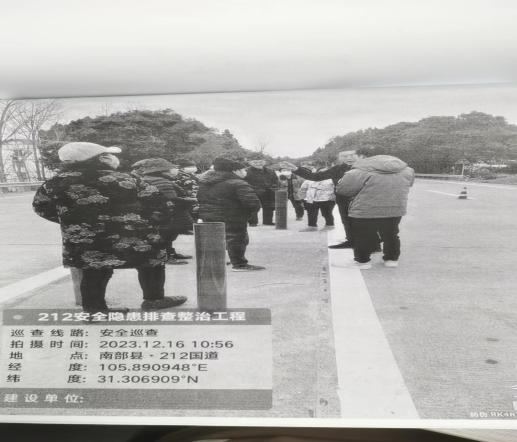 212安全隐患排查整治工程
巡查线路: 安全巡查
拍摄时间: 2023.12.16 10:56
地点: 南部县·212国道
经度: 105.890948°E
纬度: 31.306909°N
建设单位: